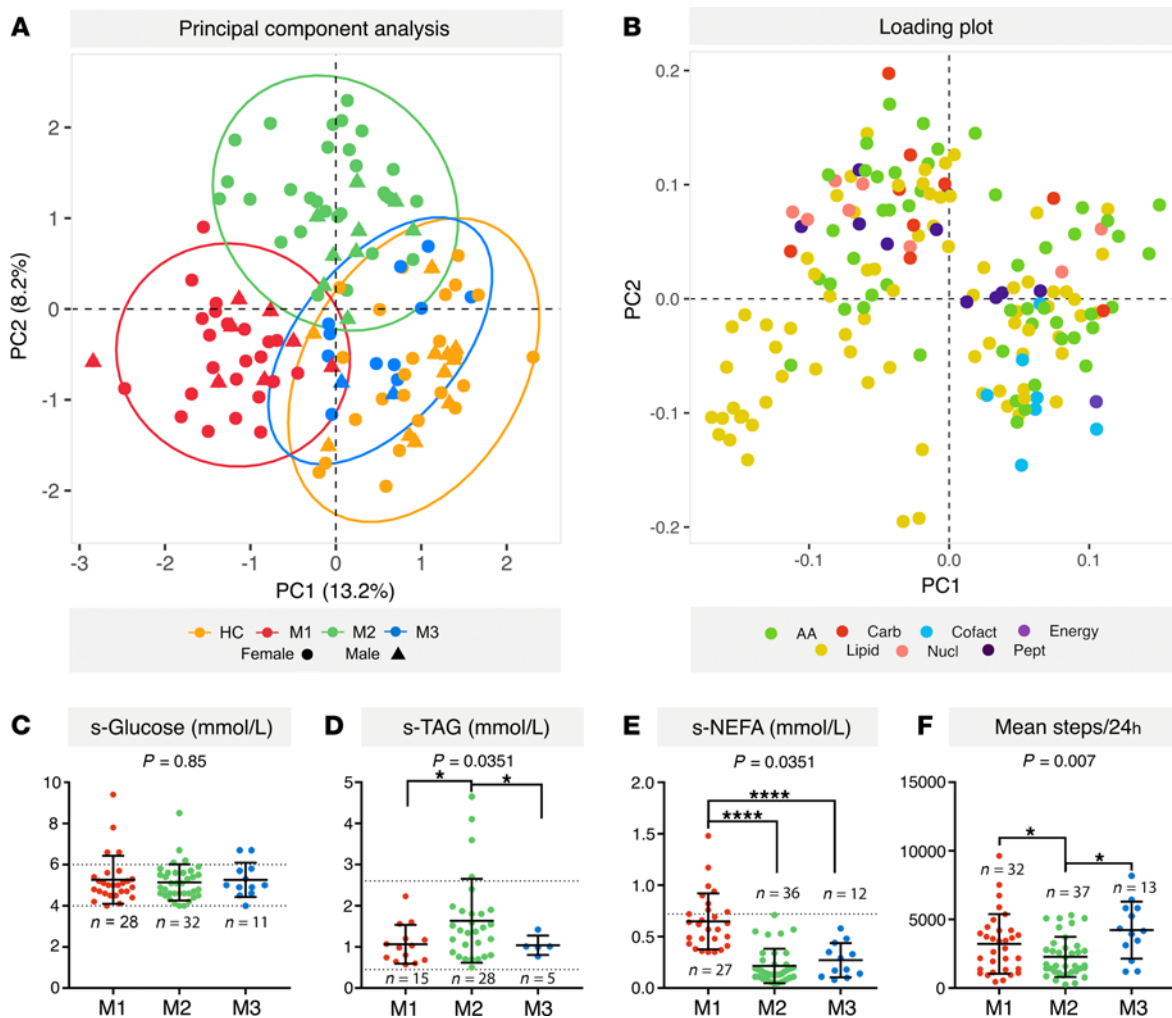 A Principal component analysis
PC2 (8.2%)
2
1
0
-1
-2
-3 -2 -1 0 1 2
PC1 (13.2%)
HC M1 M2 M3
Female Male
B Loading plot
PC2
0.2
0.1
0.0
-0.1
-0.2
-0.1 0.0 0.1
PC1
AA Carb Cofact Energy
Lipid Nucl Pept
C s-Glucose (mmol/L)
P = 0.85
10
8
6
4
2
0
n = 28 n = 32 n = 11
M1 M2 M3
D s-TAG (mmol/L)
P = 0.0351
* *
5
4
3
2
1
0
n = 15 n = 28 n = 5
M1 M2 M3
E s-NEFA (mmol/L)
P = 0.0351
****
****
2.0
1.5
1.0
0.5
0.0
n = 36 n = 12
n = 27
M1 M2 M3
F Mean steps/24h
P = 0.007
* *
15000
10000
5000
0
n = 32 n = 37 n = 13
M1 M2 M3